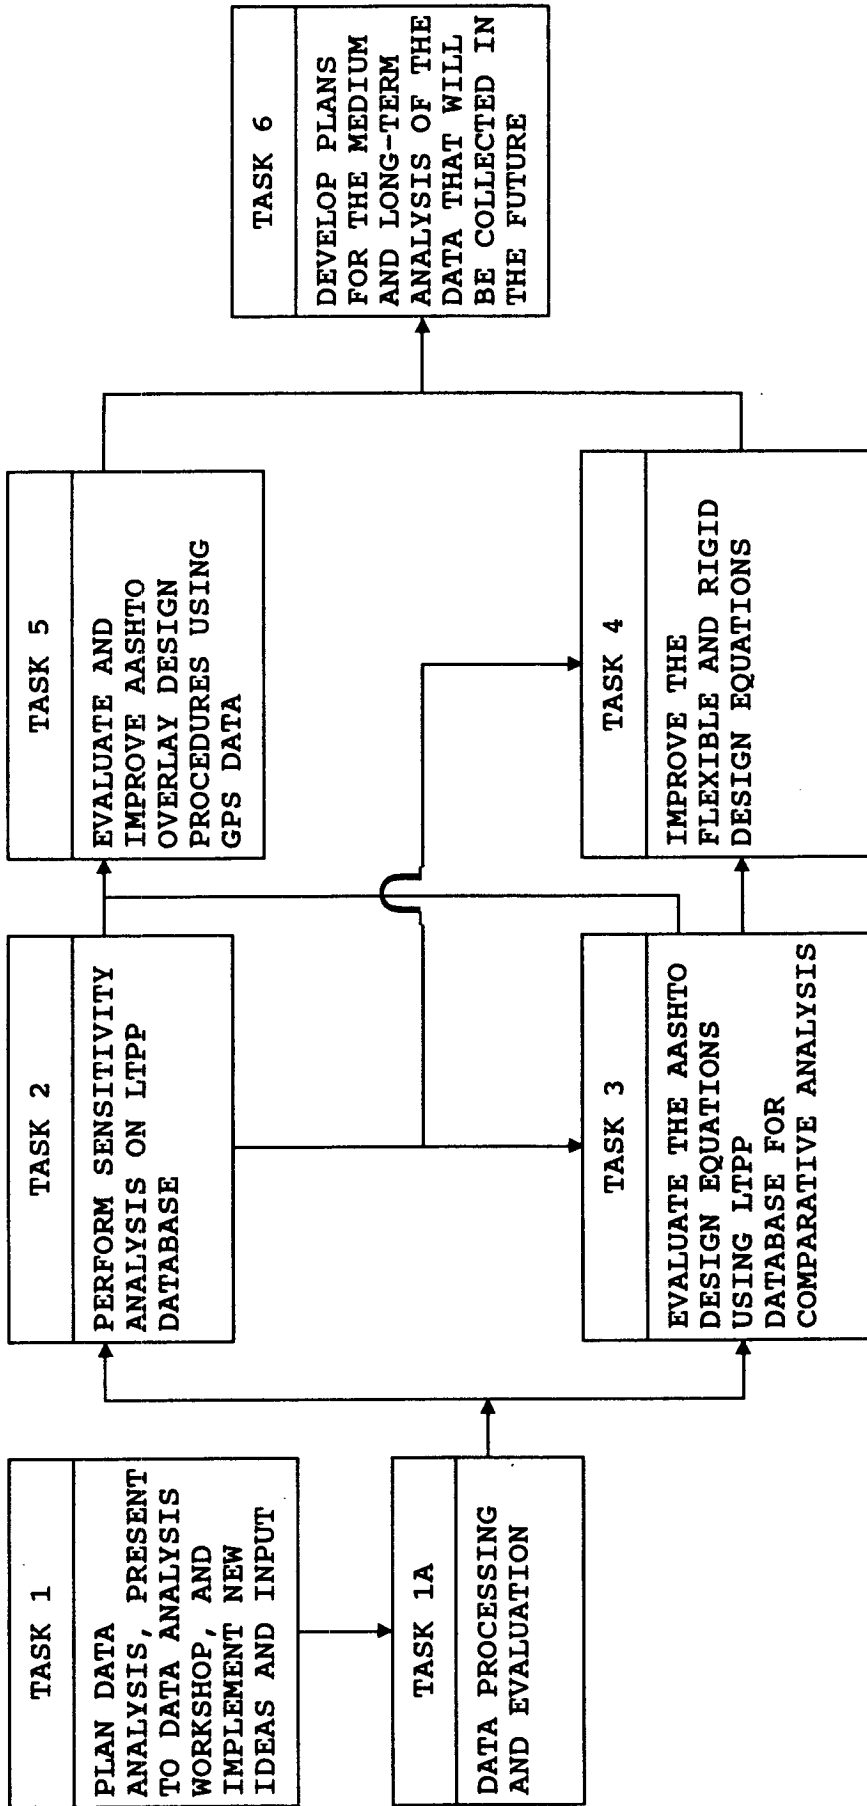 TASK 1
PLAN DATA
ANALYSIS, PRESENT
TO DATA ANALYSIS
WORKSHOP, AND
IMPLEMENT NEW
IDEAS AND INPUT
TASK 1A
DATA PROCESSING
AND EVALUATION
TASK 2
PERFORM SENSITIVITY
ANALYSIS ON LTPP
DATABASE
TASK 3
EVALUATE THE AASHTO
DESIGN EQUATIONS
USING LTPP
DATABASE FOR
COMPARATIVE ANALYSIS
TASK 5
EVALUATE AND
IMPROVE AASHTO
OVERLAY DESIGN
PROCEDURES USING
GPS DATA
TASK 4
IMPROVE THE
FLEXIBLE AND RIGID
DESIGN EQUATIONS
TASK 6
DEVELOP PLANS
FOR THE MEDIUM
AND LONG-TERM
ANALYSIS OF THE
DATA THAT WILL
BE COLLECTED IN
THE FUTURE